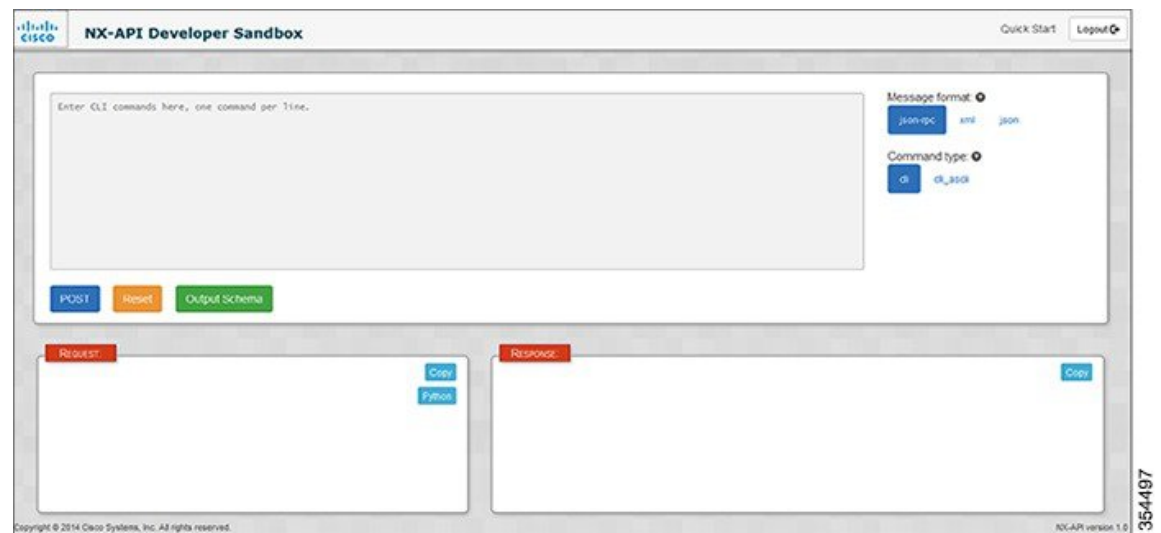 CISCO
NX-API Developer Sandbox
Quick Start
Logout
Enter CLI commands here, one command per line.
Message format:
json-rpc xml json
Command type:
cli cli_ascii
POST Reset Output Schema
REQUEST:
Copy
Python
RESPONSE:
Copy
Copyright © 2014 Cisco Systems, Inc. All rights reserved.
NX-API version 1.0
354497